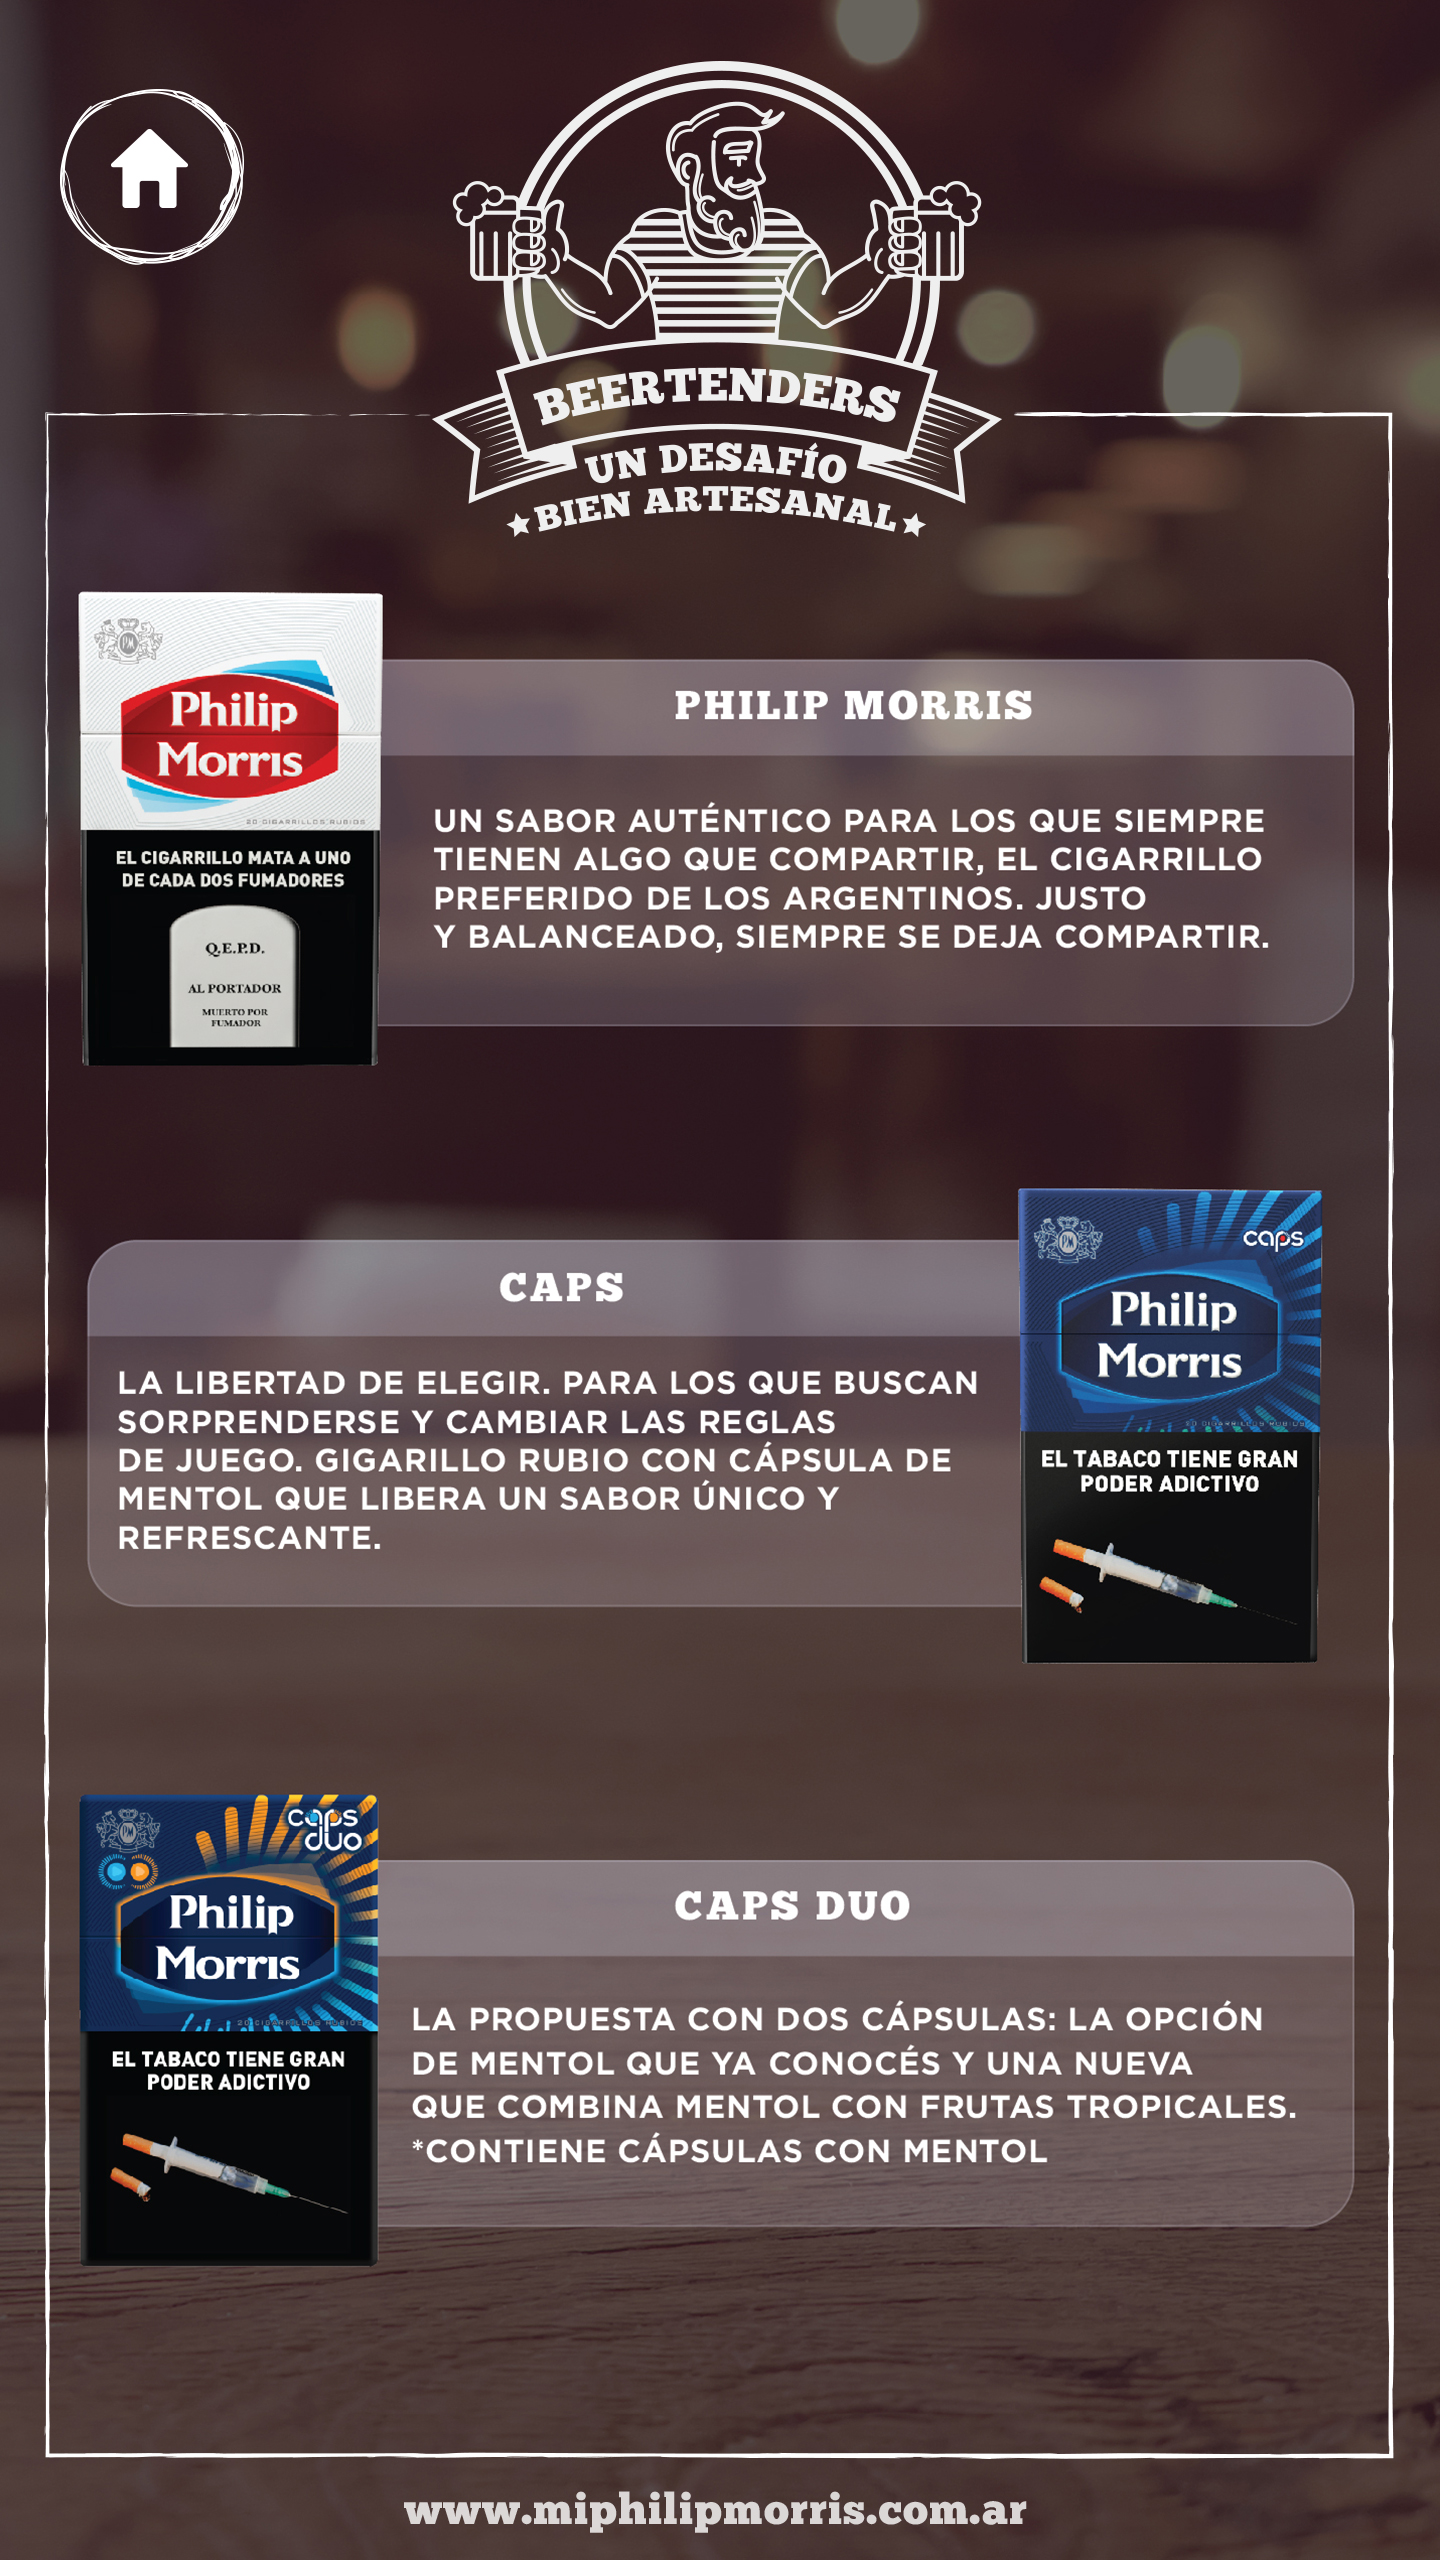 BEERTENDERS
UN DESAFÍO
BIEN ARTESANAL
PM
Philip
Morris
20 CIGARRILLOS RUBIOS
EL CIGARRILLO MATA A UNO
DE CADA DOS FUMADORES
Q.E.P.D.
AL PORTADOR
MUERTO POR
FUMADOR
PHILIP MORRIS
UN SABOR AUTÉNTICO PARA LOS QUE SIEMPRE
TIENEN ALGO QUE COMPARTIR, EL CIGARRILLO
PREFERIDO DE LOS ARGENTINOS. JUSTO
Y BALANCEADO, SIEMPRE SE DEJA COMPARTIR.
CAPS
LA LIBERTAD DE ELEGIR. PARA LOS QUE BUSCAN
SORPRENDERSE Y CAMBIAR LAS REGLAS
DE JUEGO. GIGARILLO RUBIO CON CÁPSULA DE
MENTOL QUE LIBERA UN SABOR ÚNICO Y
REFRESCANTE.
PM
caps
Philip
Morris
20 CIGARRILLOS RUBIOS
EL TABACO TIENE GRAN
PODER ADICTIVO
PM
caps
duo
Philip
Morris
20 CIGARRILLOS RUBIOS
EL TABACO TIENE GRAN
PODER ADICTIVO
CAPS DUO
LA PROPUESTA CON DOS CÁPSULAS: LA OPCIÓN
DE MENTOL QUE YA CONOCÉS Y UNA NUEVA
QUE COMBINA MENTOL CON FRUTAS TROPICALES.
*CONTIENE CÁPSULAS CON MENTOL
www.miphilipmorris.com.ar